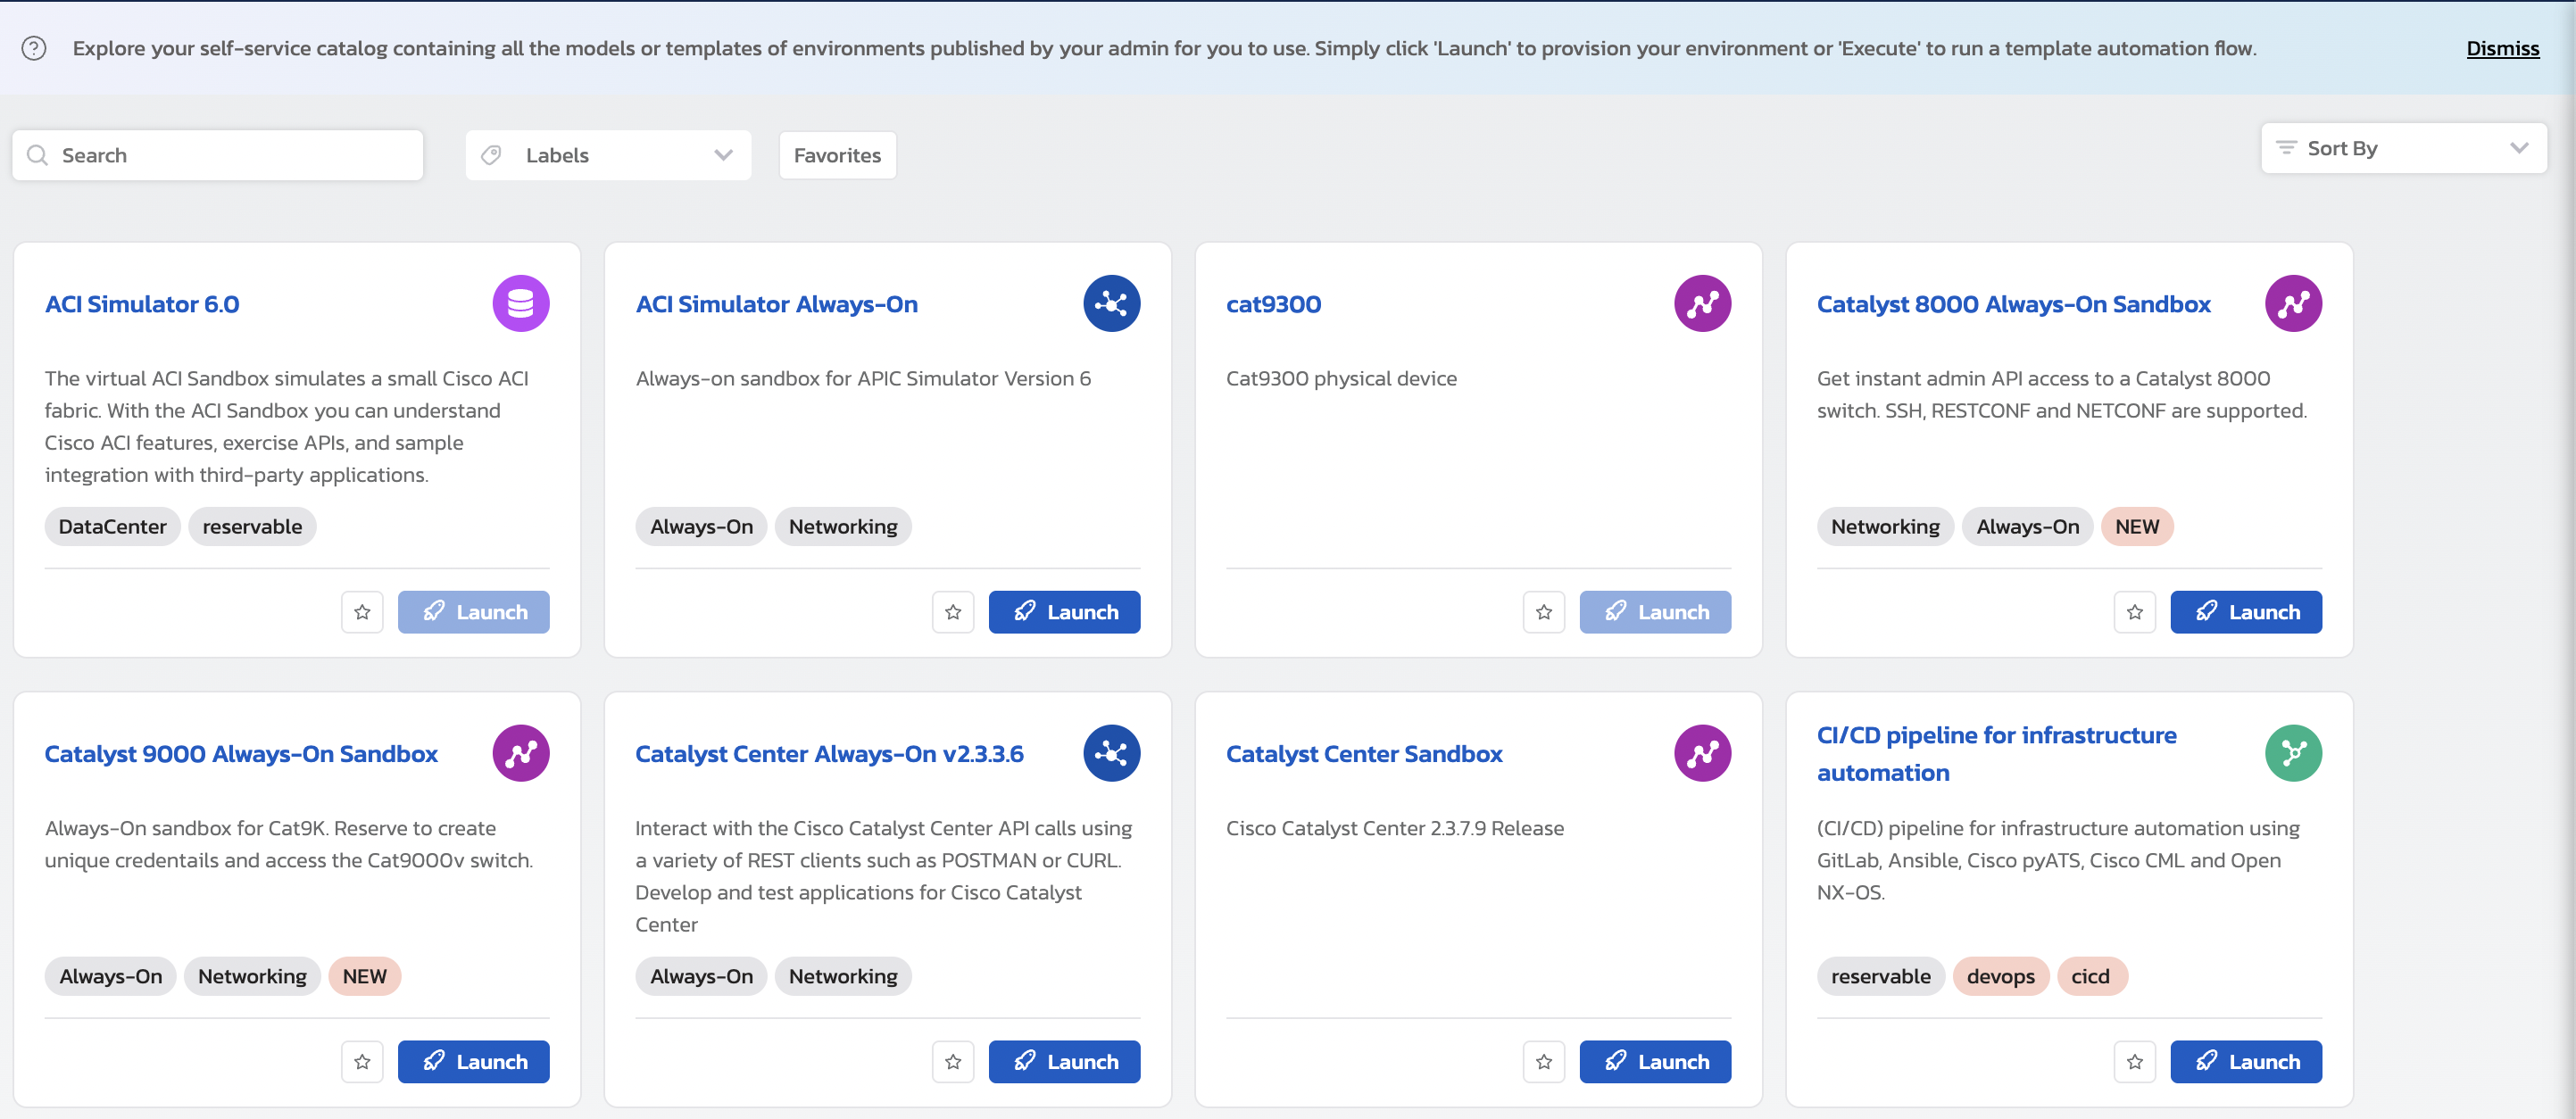 Explore your self-service catalog containing all the models or templates of environments published by your admin for you to use. Simply click 'Launch' to provision your environment or 'Execute' to run a template automation flow.
Dismiss
Search
Labels
Favorites
Sort By
ACI Simulator 6.0
The virtual ACI Sandbox simulates a small Cisco ACI
fabric. With the ACI Sandbox you can understand
Cisco ACI features, exercise APIs, and sample
integration with third-party applications.
DataCenter
reservable
Launch
ACI Simulator Always-On
Always-on sandbox for APIC Simulator Version 6
Always-On
Networking
Launch
cat9300
Cat9300 physical device
Launch
Catalyst 8000 Always-On Sandbox
Get instant admin API access to a Catalyst 8000
switch. SSH, RESTCONF and NETCONF are supported.
Networking
Always-On
NEW
Launch
Catalyst 9000 Always-On Sandbox
Always-On sandbox for Cat9K. Reserve to create
unique credentails and access the Cat9000v switch.
Always-On
Networking
NEW
Launch
Catalyst Center Always-On v2.3.3.6
Interact with the Cisco Catalyst Center API calls using
a variety of REST clients such as POSTMAN or CURL.
Develop and test applications for Cisco Catalyst
Center
Always-On
Networking
Launch
Catalyst Center Sandbox
Cisco Catalyst Center 2.3.7.9 Release
Launch
CI/CD pipeline for infrastructure
automation
(CI/CD) pipeline for infrastructure automation using
GitLab, Ansible, Cisco pyATS, Cisco CML and Open
NX-OS.
reservable
devops
cicd
Launch